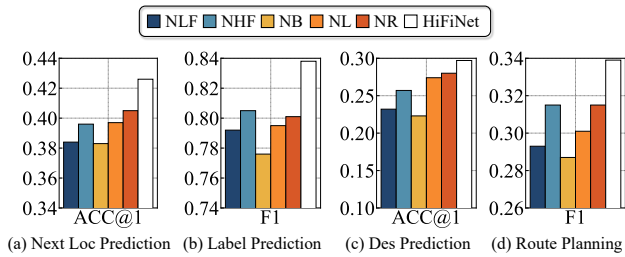 NLF NHF NB NL NR HiFiNet
0.44
0.42
0.40
0.38
0.36
0.34
ACC@1
(a) Next Loc Prediction
0.84
0.82
0.80
0.78
0.76
0.74
F1
(b) Label Prediction
0.30
0.25
0.20
0.15
0.10
ACC@1
(c) Des Prediction
0.34
0.32
0.30
0.28
0.26
F1
(d) Route Planning